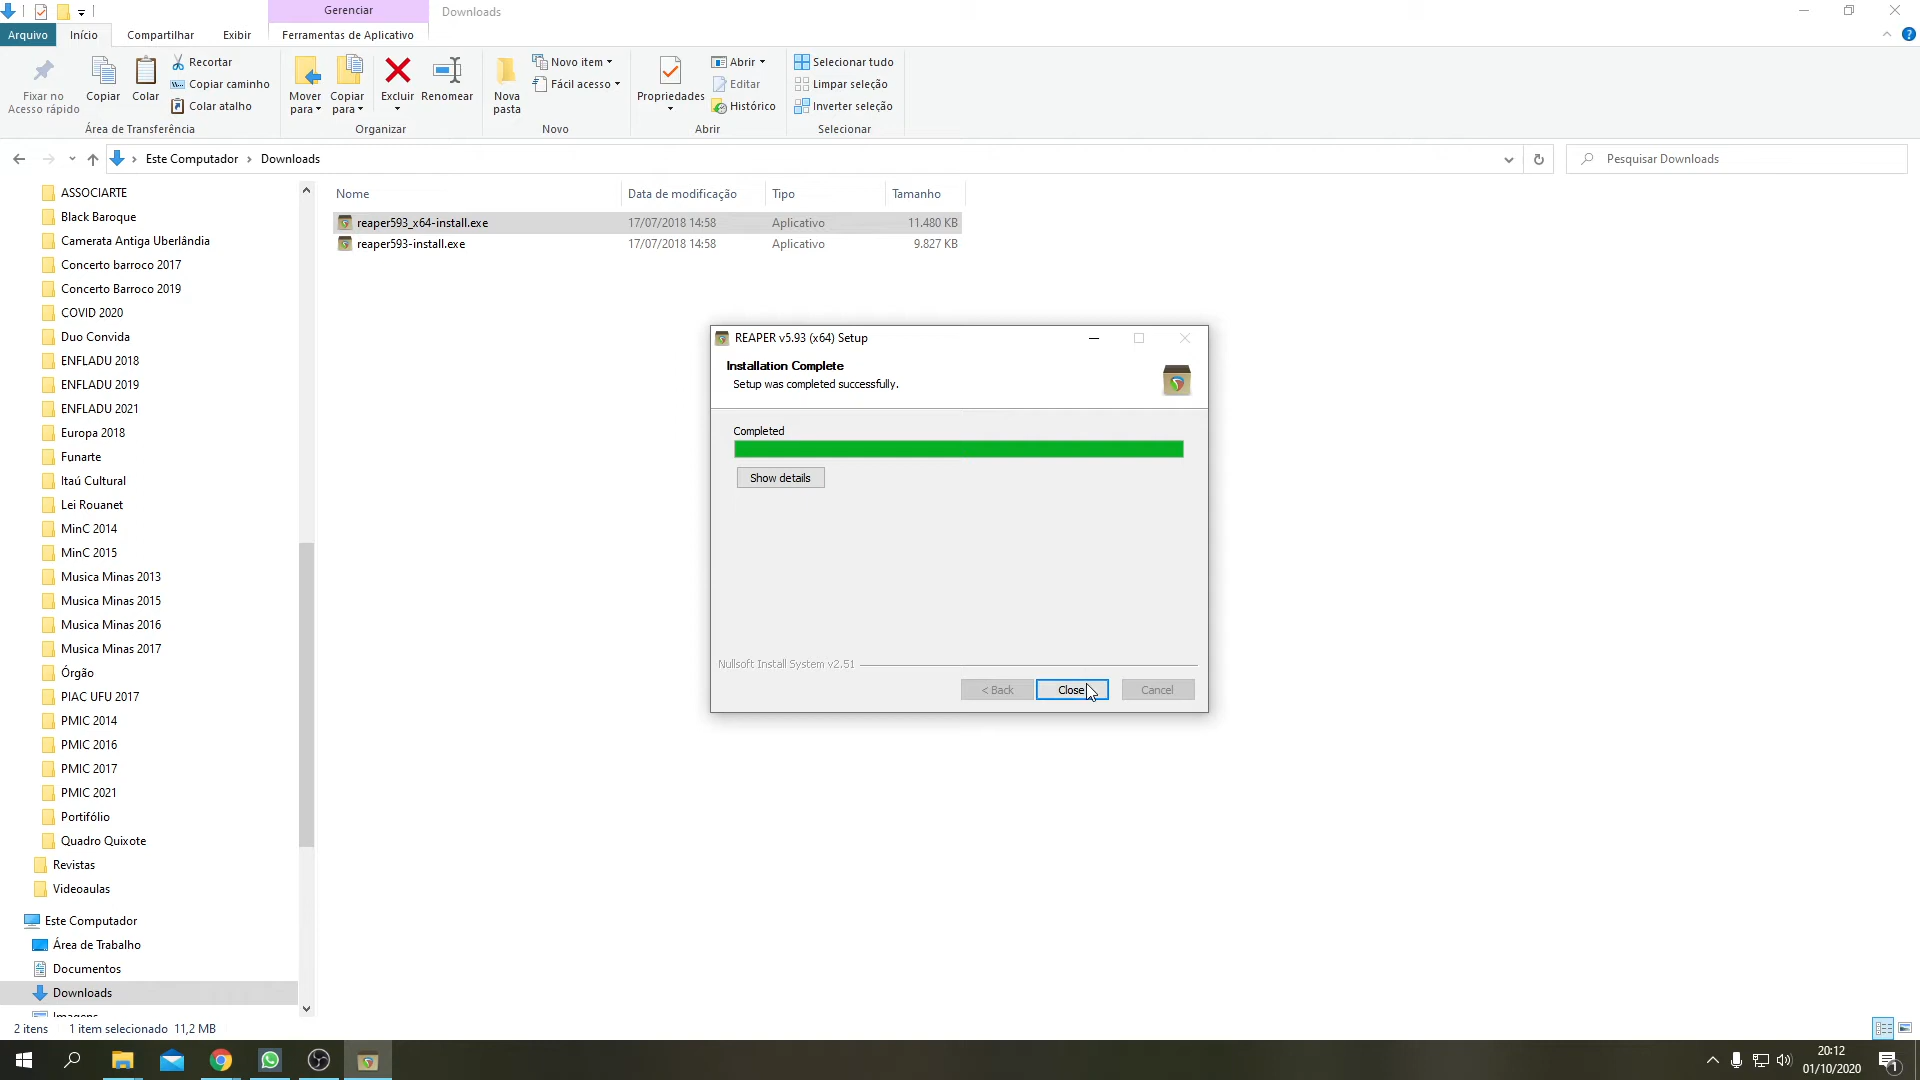 Gerenciar
Downloads
Arquivo
Início
Compartilhar
Exibir
Ferramentas de Aplicativo
Fixar no
Acesso rápido
Copiar
Colar
Recortar
Copiar caminho
Colar atalho
Área de Transferência
Mover
para
Copiar
para
Excluir
Renomear
Organizar
Nova
pasta
Novo item
Fácil acesso
Novo
Propriedades
Abrir
Editar
Histórico
Abrir
Selecionar tudo
Limpar seleção
Inverter seleção
Selecionar
Este Computador
Downloads
Pesquisar Downloads
ASSOCIARTE
Black Baroque
Camerata Antiga Uberlândia
Concerto barroco 2017
Concerto Barroco 2019
COVID 2020
Duo Convida
ENFLADU 2018
ENFLADU 2019
ENFLADU 2021
Europa 2018
Funarte
Itaú Cultural
Lei Rouanet
MinC 2014
MinC 2015
Musica Minas 2013
Musica Minas 2015
Musica Minas 2016
Musica Minas 2017
Órgão
PIAC UFU 2017
PMIC 2014
PMIC 2016
PMIC 2017
PMIC 2021
Portifólio
Quadro Quixote
Revistas
Videoaulas
Este Computador
Área de Trabalho
Documentos
Downloads
Imagens
Nome Data de modificação Tipo Tamanho
reaper593_x64-install.exe 17/07/2018 14:58 Aplicativo 11.480 KB
reaper593-install.exe 17/07/2018 14:58 Aplicativo 9.827 KB
REAPER v5.93 (x64) Setup
Installation Complete
Setup was completed successfully.
Completed
Show details
Nullsoft Install System v2.51
< Back
Close
Cancel
2 itens 1 item selecionado 11,2 MB
20:12
01/10/2020
1